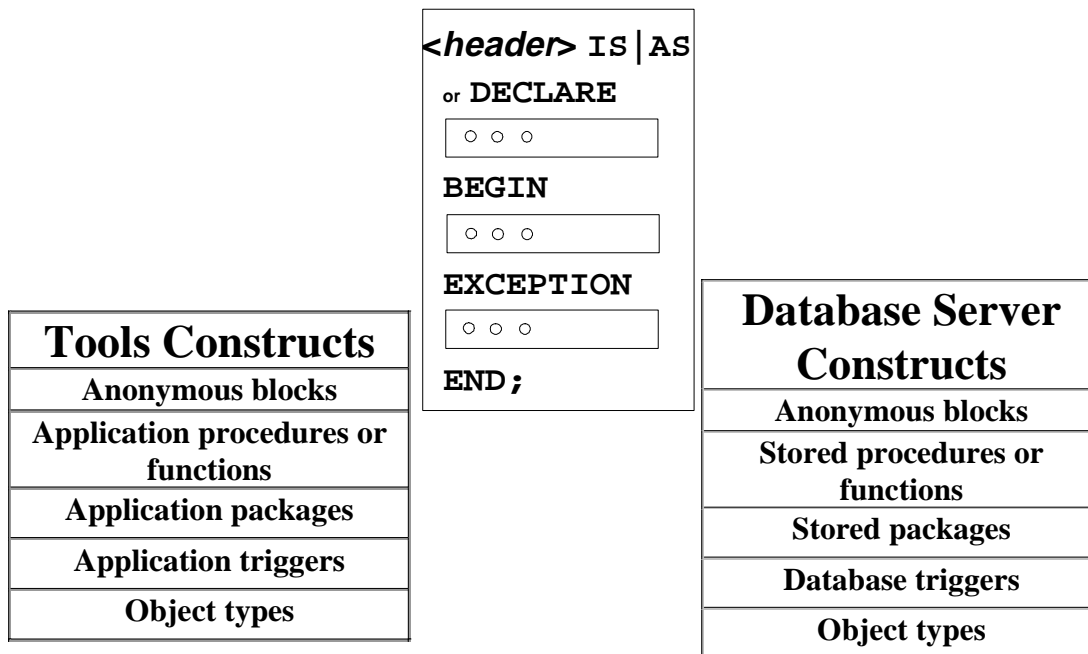 <header> IS|AS
or DECLARE
BEGIN
EXCEPTION
END;
Tools Constructs
Anonymous blocks
Application procedures or
functions
Application packages
Application triggers
Object types
Database Server
Constructs
Anonymous blocks
Stored procedures or
functions
Stored packages
Database triggers
Object types